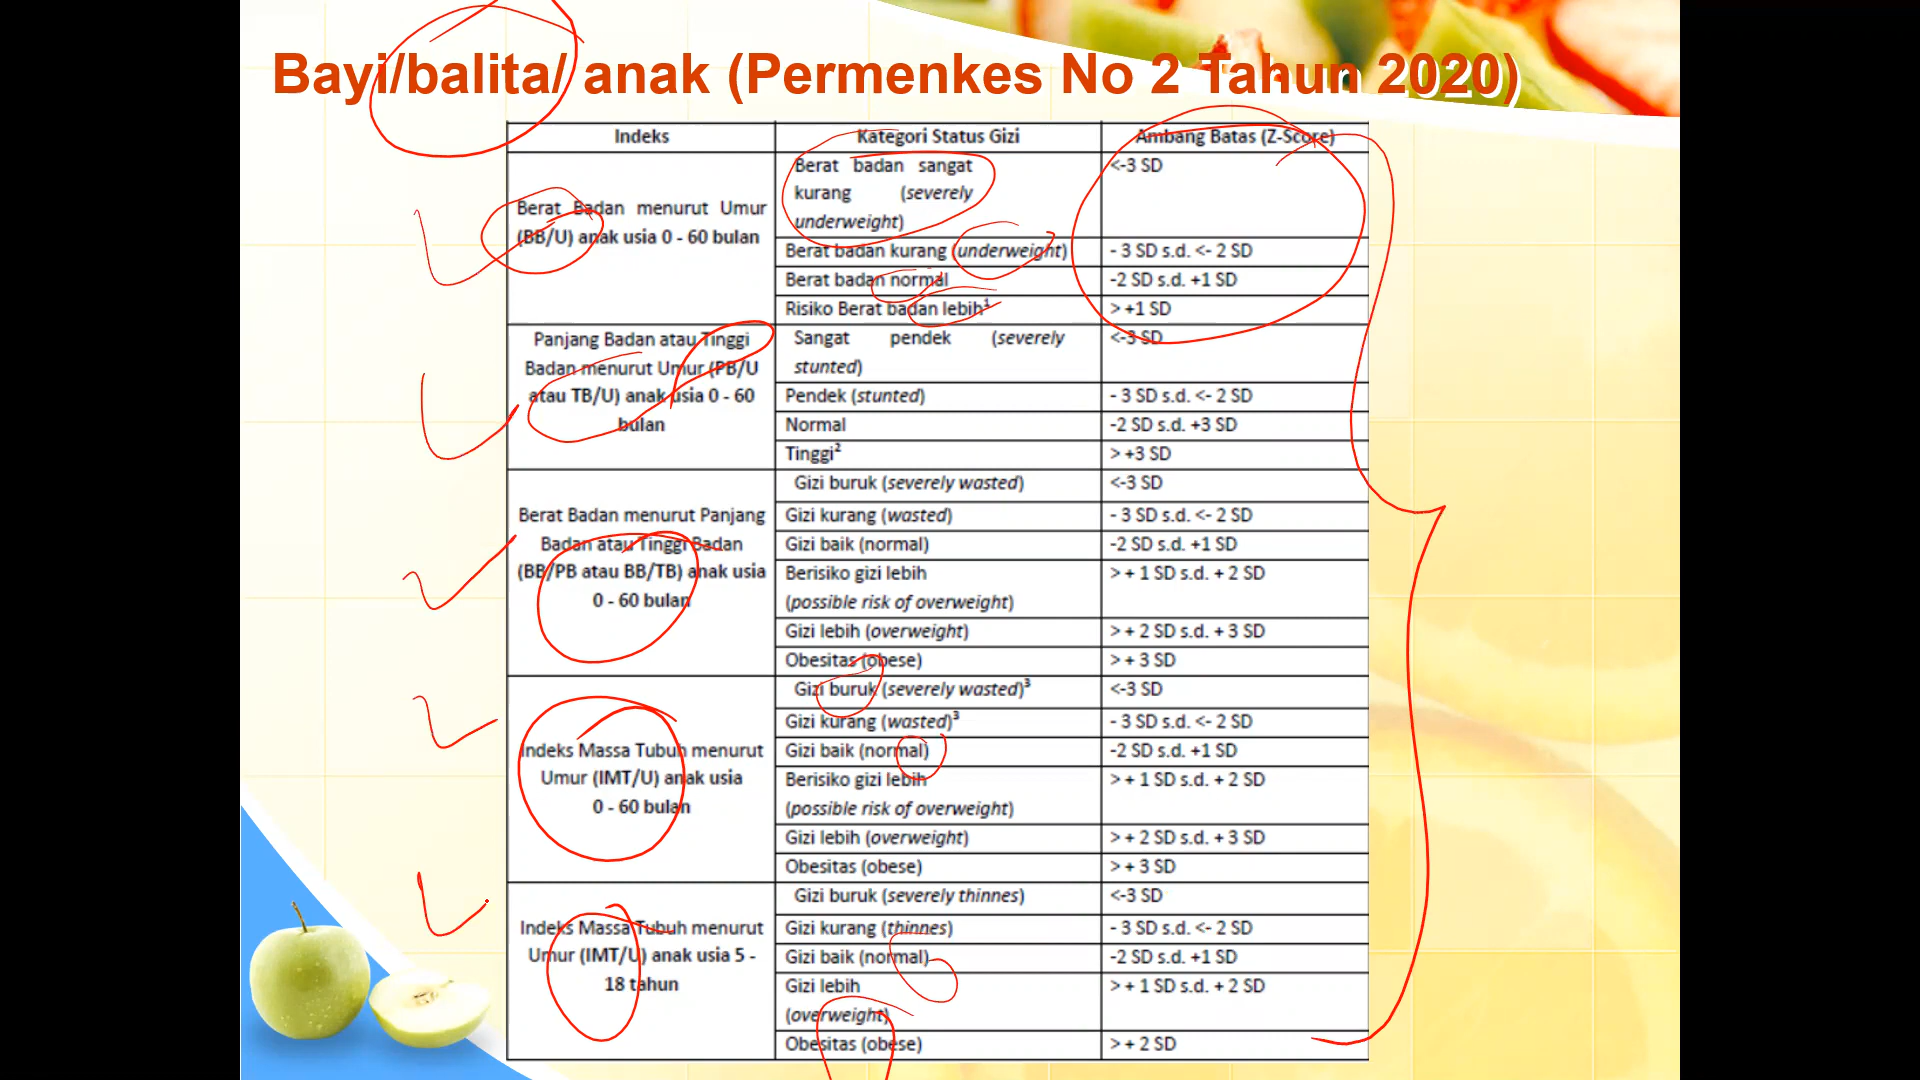 Bayi/balita/ anak (Permenkes No 2 Tahun 2020)
Indeks
Kategori Status Gizi
Ambang Batas (Z-Score)
Berat Badan menurut Umur
(BB/U) anak usia 0 - 60 bulan
Berat badan sangat
kurang (severely
underweight)
<-3 SD
Berat badan kurang (underweight)
- 3 SD s.d. <- 2 SD
Berat badan normal
-2 SD s.d. +1 SD
Risiko Berat badan lebih¹
> +1 SD
Panjang Badan atau Tinggi
Badan menurut Umur (PB/U
atau TB/U) anak usia 0 - 60
bulan
Sangat pendek (severely
stunted)
<-3 SD
Pendek (stunted)
- 3 SD s.d. <- 2 SD
Normal
-2 SD s.d. +3 SD
Tinggi²
> +3 SD
Berat Badan menurut Panjang
Badan atau Tinggi Badan
(BB/PB atau BB/TB) anak usia
0 - 60 bulan
Gizi buruk (severely wasted)
<-3 SD
Gizi kurang (wasted)
- 3 SD s.d. <- 2 SD
Gizi baik (normal)
-2 SD s.d. +1 SD
Berisiko gizi lebih
(possible risk of overweight)
> + 1 SD s.d. + 2 SD
Gizi lebih (overweight)
> + 2 SD s.d. + 3 SD
Obesitas (obese)
> + 3 SD
Indeks Massa Tubuh menurut
Umur (IMT/U) anak usia
0 - 60 bulan
Gizi buruk (severely wasted)³
<-3 SD
Gizi kurang (wasted)³
- 3 SD s.d. <- 2 SD
Gizi baik (normal)
-2 SD s.d. +1 SD
Berisiko gizi lebih
(possible risk of overweight)
> + 1 SD s.d. + 2 SD
Gizi lebih (overweight)
> + 2 SD s.d. + 3 SD
Obesitas (obese)
> + 3 SD
Indeks Massa Tubuh menurut
Umur (IMT/U) anak usia 5 -
18 tahun
Gizi buruk (severely thinnes)
<-3 SD
Gizi kurang (thinnes)
- 3 SD s.d. <- 2 SD
Gizi baik (normal)
-2 SD s.d. +1 SD
Gizi lebih
(overweight)
> + 1 SD s.d. + 2 SD
Obesitas (obese)
> + 2 SD